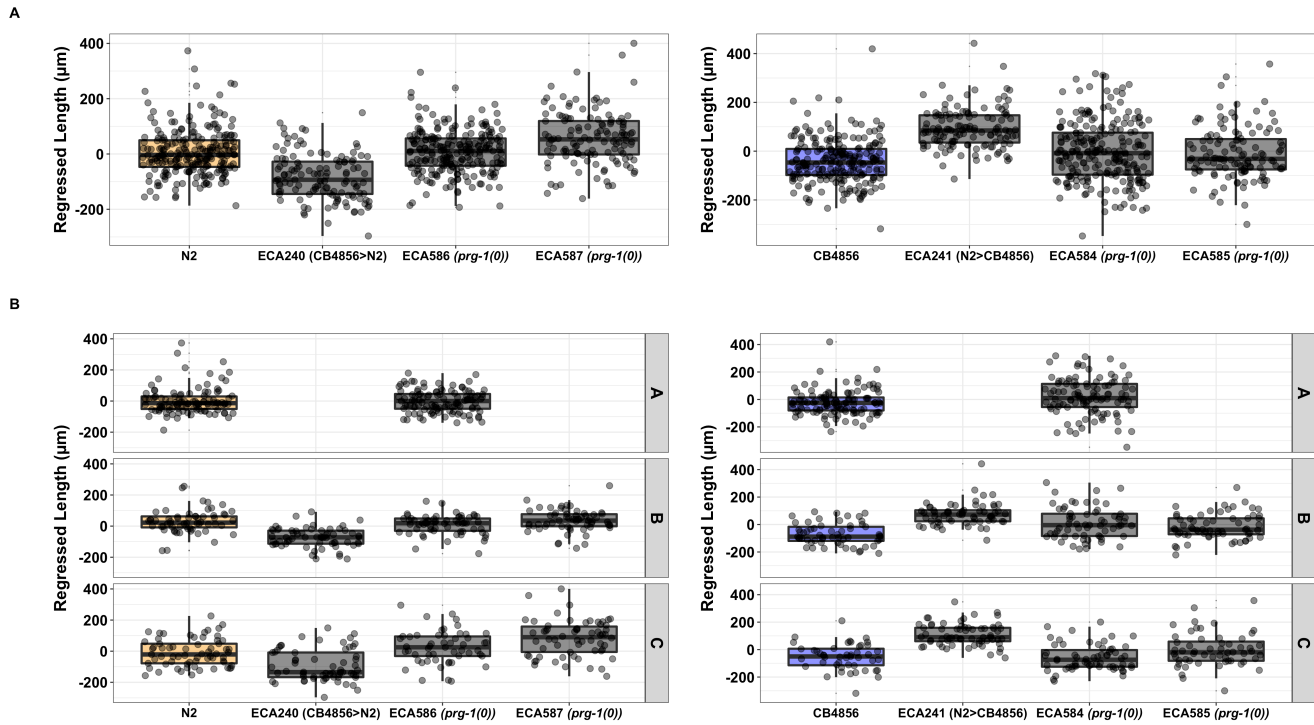 A
Regressed Length (µm)
400
200
0
-200
N2
ECA240 (CB4856>N2)
ECA586 (prg-1(0))
ECA587 (prg-1(0))
Regressed Length (µm)
400
200
0
-200
CB4856
ECA241 (N2>CB4856)
ECA584 (prg-1(0))
ECA585 (prg-1(0))
B
Regressed Length (µm)
400
200
0
-200
A
400
200
0
-200
B
400
200
0
-200
C
N2
ECA240 (CB4856>N2)
ECA586 (prg-1(0))
ECA587 (prg-1(0))
Regressed Length (µm)
400
200
0
-200
A
400
200
0
-200
B
400
200
0
-200
C
CB4856
ECA241 (N2>CB4856)
ECA584 (prg-1(0))
ECA585 (prg-1(0))